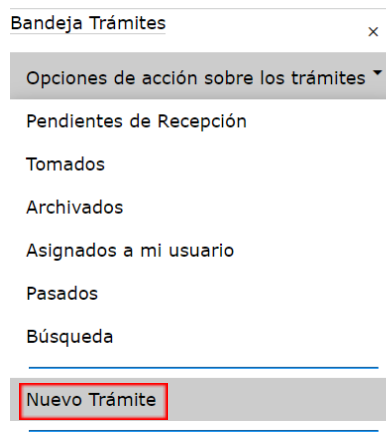 Bandeja Trámites
×
Opciones de acción sobre los trámites
Pendientes de Recepción
Tomados
Archivados
Asignados a mi usuario
Pasados
Búsqueda
Nuevo Trámite